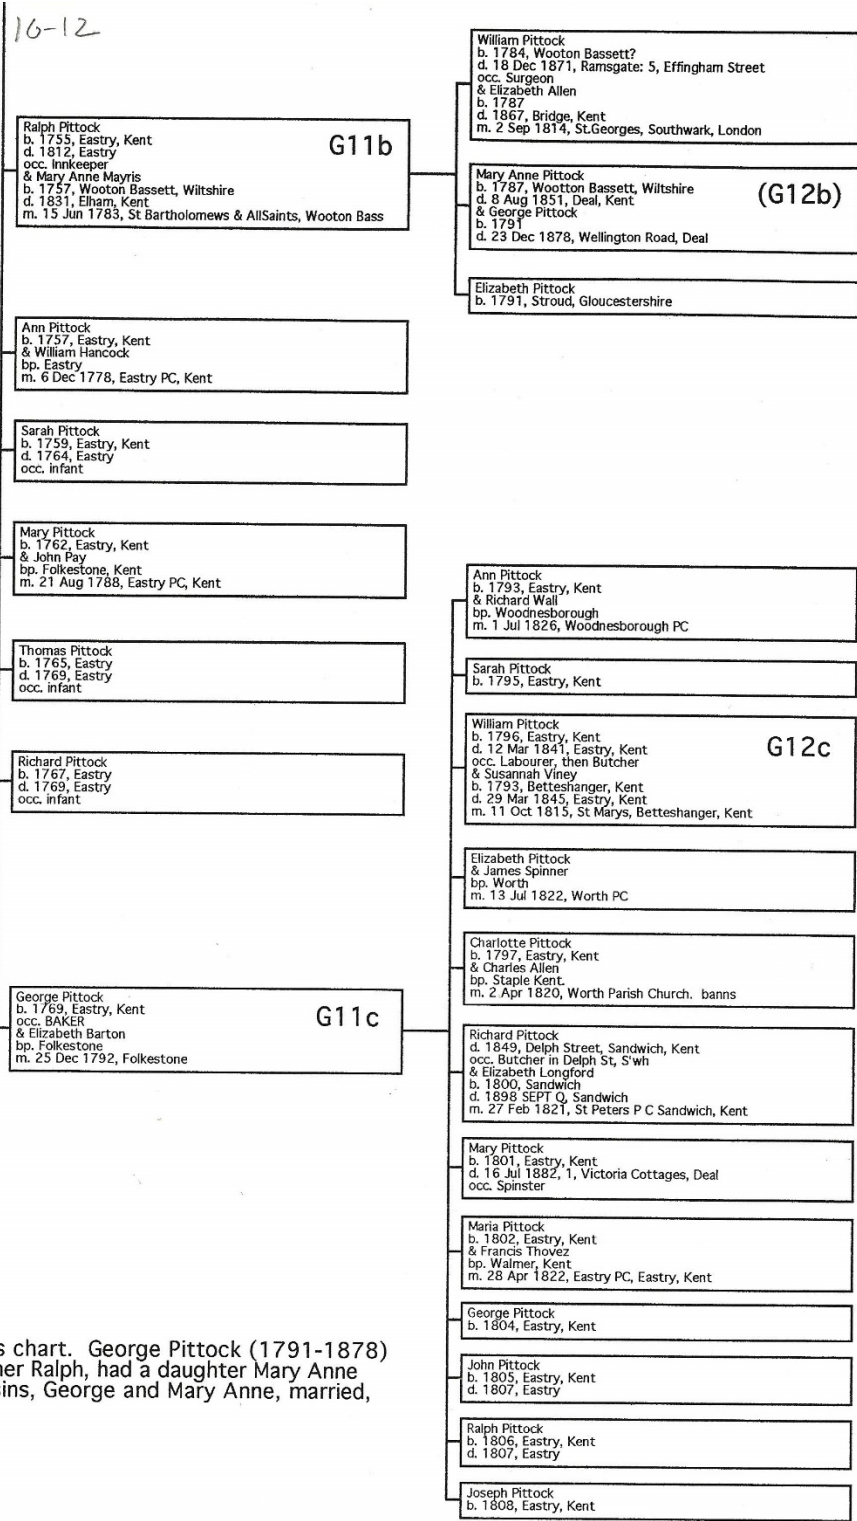 16-12
Ralph Pittock
b. 1755, Eastry, Kent
d. 1812, Eastry
occ. Innkeeper
& Mary Anne Mayris
b. 1757, Wooton Bassett, Wiltshire
d. 1831, Elham, Kent
m. 15 Jun 1783, St Bartholomews & AllSaints, Wooton Bass
G11b
William Pittock
b. 1784, Wooton Bassett?
d. 18 Dec 1871, Ramsgate: 5, Effingham Street
occ. Surgeon
& Elizabeth Allen
b. 1787
d. 1867, Bridge, Kent
m. 2 Sep 1814, St.Georges, Southwark, London
Mary Anne Pittock
b. 1787, Wootton Bassett, Wiltshire
d. 8 Aug 1851, Deal, Kent
& George Pittock
b. 1791
d. 23 Dec 1878, Wellington Road, Deal
(G12b)
Elizabeth Pittock
b. 1791, Stroud, Gloucestershire
Ann Pittock
b. 1757, Eastry, Kent
& William Hancock
bp. Eastry
m. 6 Dec 1778, Eastry PC, Kent
Sarah Pittock
b. 1759, Eastry, Kent
d. 1764, Eastry
occ. infant
Mary Pittock
b. 1762, Eastry, Kent
& John Pay
bp. Folkestone, Kent
m. 21 Aug 1788, Eastry PC, Kent
Thomas Pittock
b. 1765, Eastry
d. 1769, Eastry
occ. infant
Richard Pittock
b. 1767, Eastry
d. 1769, Eastry
occ. infant
George Pittock
b. 1769, Eastry, Kent
occ. BAKER
& Elizabeth Barton
bp. Folkestone
m. 25 Dec 1792, Folkestone
G11c
Ann Pittock
b. 1793, Eastry, Kent
& Richard Wall
bp. Woodnesborough
m. 1 Jul 1826, Woodnesborough PC
Sarah Pittock
b. 1795, Eastry, Kent
William Pittock
b. 1796, Eastry, Kent
d. 12 Mar 1841, Eastry, Kent
occ. Labourer, then Butcher
& Susannah Viney
b. 1793, Betteshanger, Kent
d. 29 Mar 1845, Eastry, Kent
m. 11 Oct 1815, St Marys, Betteshanger, Kent
G12c
Elizabeth Pittock
& James Spinner
bp. Worth
m. 13 Jul 1822, Worth PC
Charlotte Pittock
b. 1797, Eastry, Kent
& Charles Allen
bp. Staple Kent.
m. 2 Apr 1820, Worth Parish Church. banns
Richard Pittock
d. 1849, Delph Street, Sandwich, Kent
occ. Butcher in Delph St, S'wh
& Elizabeth Longford
b. 1800, Sandwich
d. 1898 SEPT Q, Sandwich
m. 27 Feb 1821, St Peters P C Sandwich, Kent
Mary Pittock
b. 1801, Eastry, Kent
d. 16 Jul 1882, 1, Victoria Cottages, Deal
occ. Spinster
Maria Pittock
b. 1802, Eastry, Kent
& Francis Thovez
bp. Walmer, Kent
m. 28 Apr 1822, Eastry PC, Eastry, Kent
George Pittock
b. 1804, Eastry, Kent
John Pittock
b. 1805, Eastry, Kent
d. 1807, Eastry
Ralph Pittock
b. 1806, Eastry, Kent
d. 1807, Eastry
Joseph Pittock
b. 1808, Eastry, Kent
s chart. George Pittock (1791-1878)
er Ralph, had a daughter Mary Anne
ins, George and Mary Anne, married,